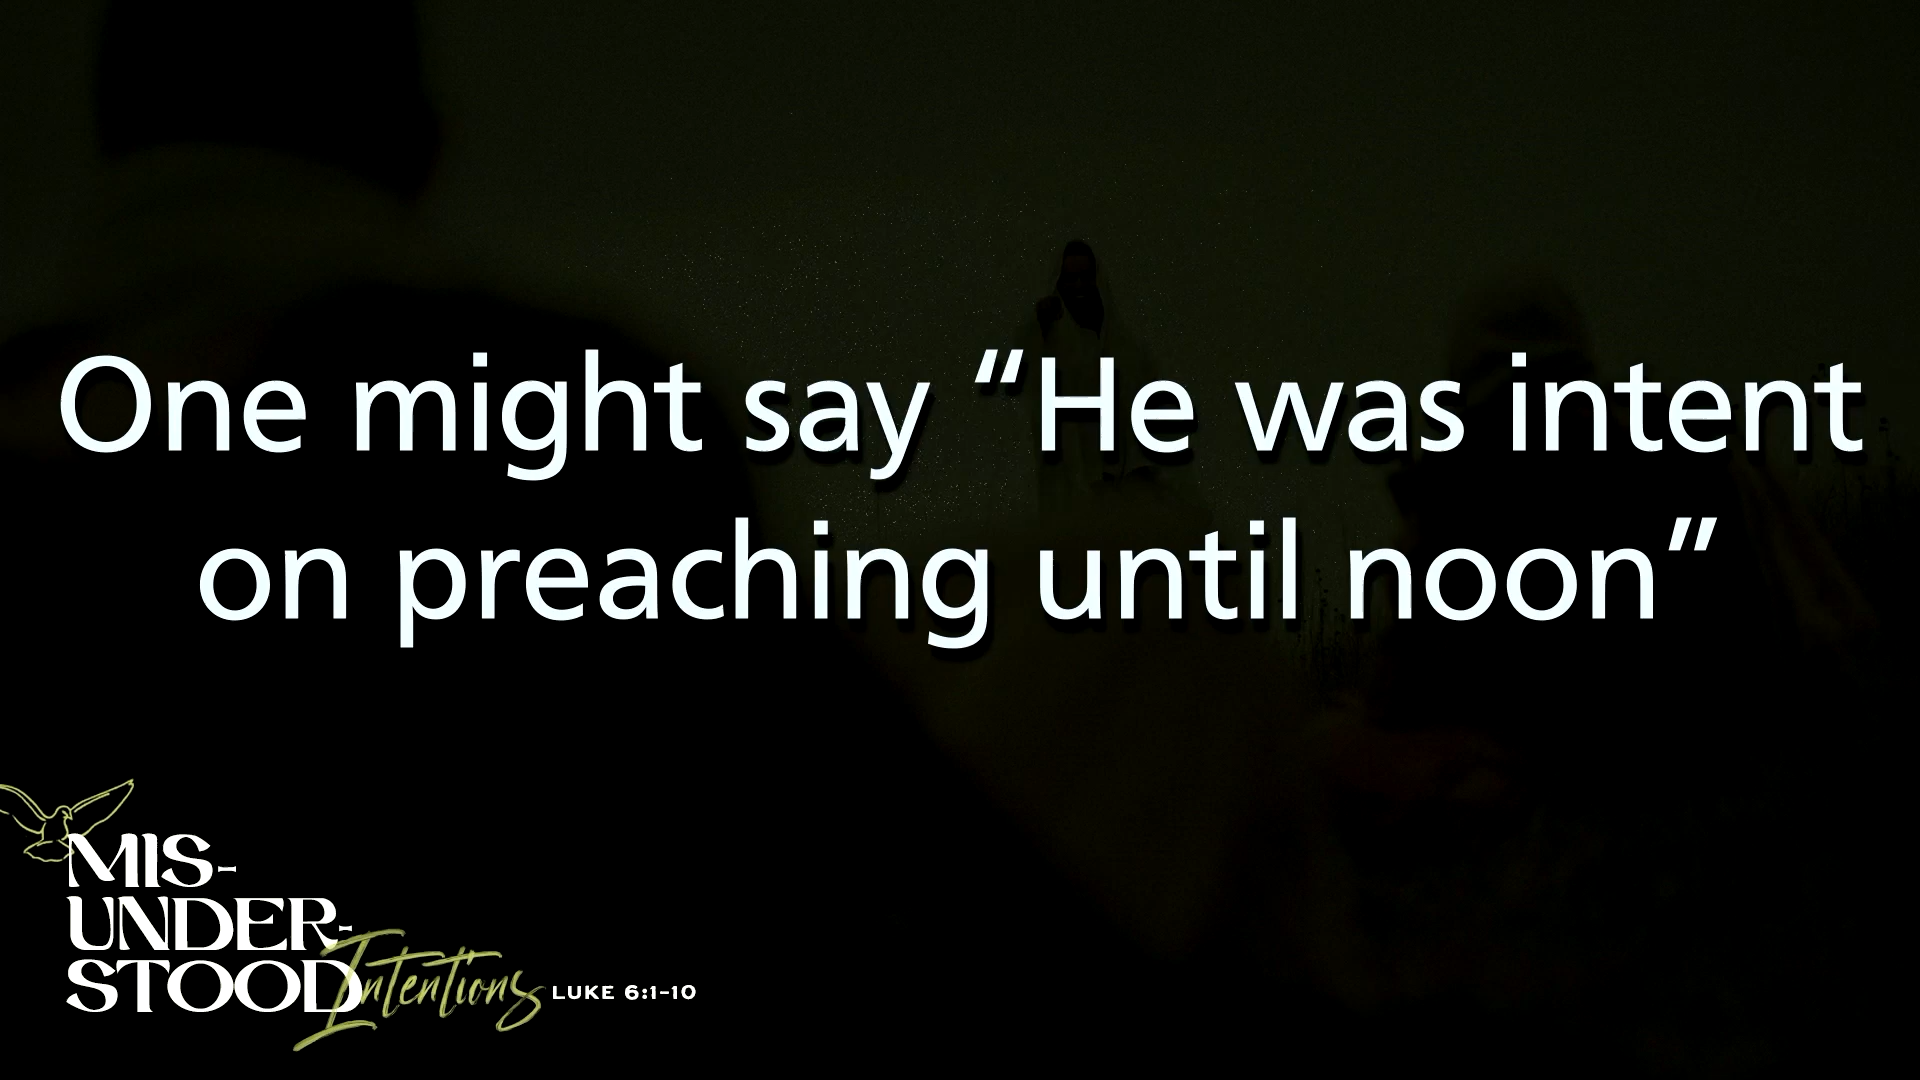 One might say “He was intent
on preaching until noon”
MIS-
UNDER-
STOOD
Intentions
LUKE 6:1-10